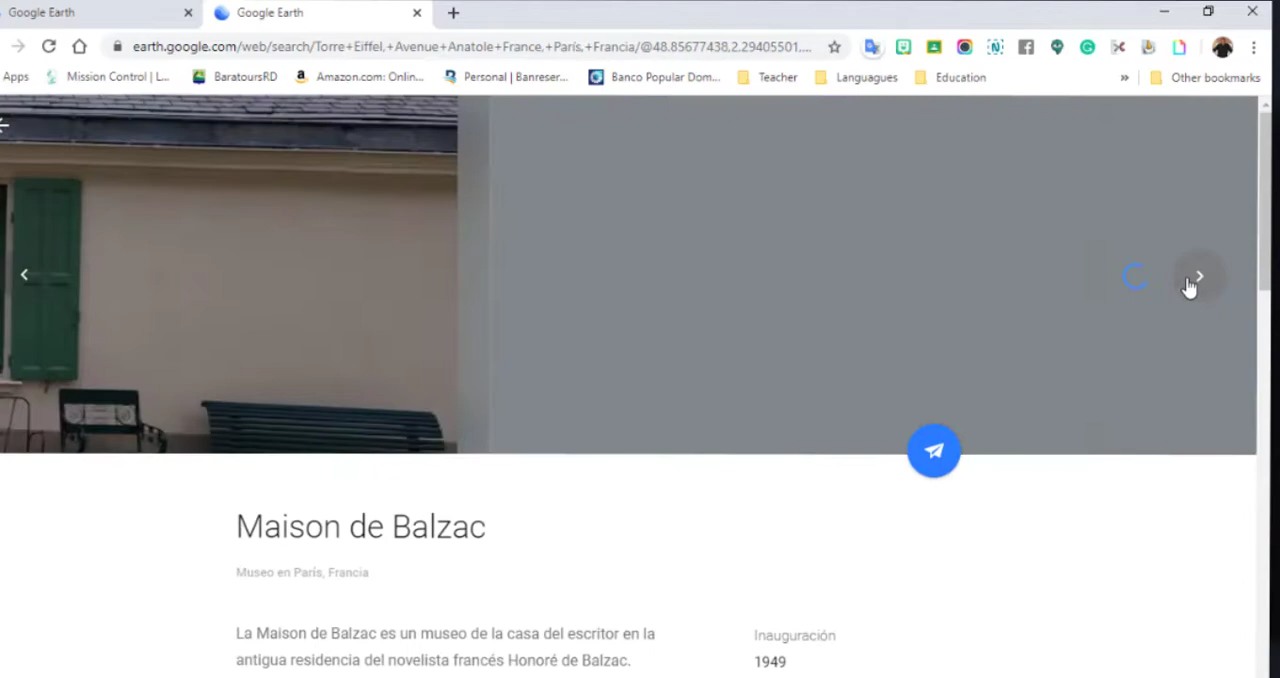 Google Earth
Google Earth
earth.google.com/web/search/Torre+Eiffel,+Avenue+Anatole+France,+París,+Francia/@48.85677438,2.29405501,...
Apps Mission Control | L... BaratoursRD Amazon.com: Onlin... Personal | Banreser... Banco Popular Dom... Teacher Languagues Education » Other bookmarks
Maison de Balzac
Museo en París, Francia
La Maison de Balzac es un museo de la casa del escritor en la
antigua residencia del novelista francés Honoré de Balzac.
Inauguración
1949